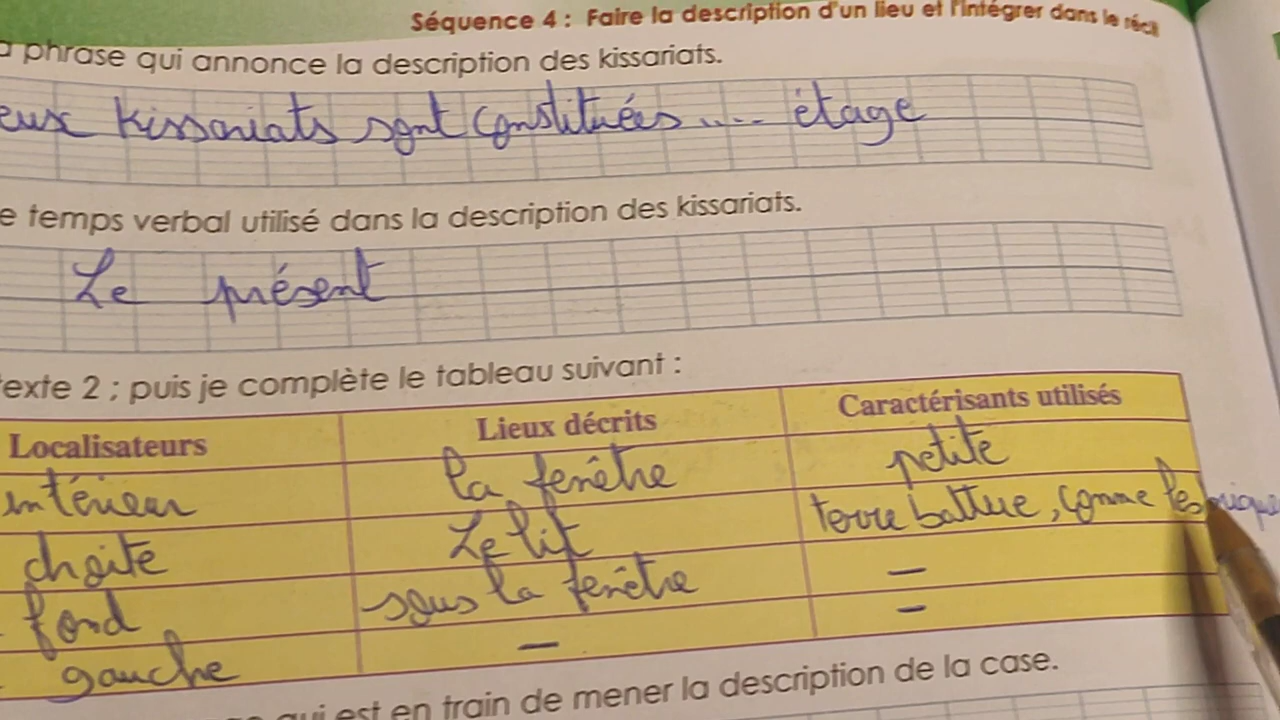 Séquence 4 : Faire la description d'un lieu et l'intégrer dans le récit
phrase qui annonce la description des kissariats.
eux kissariats sont constituées .... étage
e temps verbal utilisé dans la description des kissariats.
Le présent
texte 2 ; puis je complète le tableau suivant :
Localisateurs Lieux décrits Caractérisants utilisés
intérieur la fenêtre petite
droite Le lit terre battue, comme les
fond sous la fenêtre —
gauche — —
qui est en train de mener la description de la case.